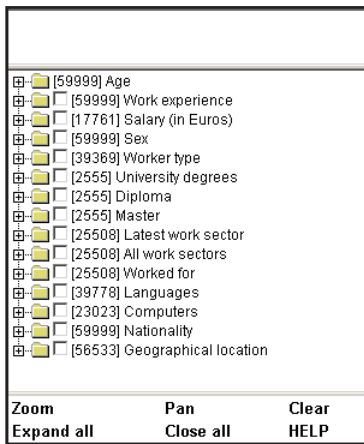 [59999] Age
[59999] Work experience
[17761] Salary (in Euros)
[59999] Sex
[39369] Worker type
[2555] University degrees
[2555] Diploma
[2555] Master
[25508] Latest work sector
[25508] All work sectors
[25508] Worked for
[39778] Languages
[23023] Computers
[59999] Nationality
[56533] Geographical location
Zoom Pan Clear
Expand all Close all HELP